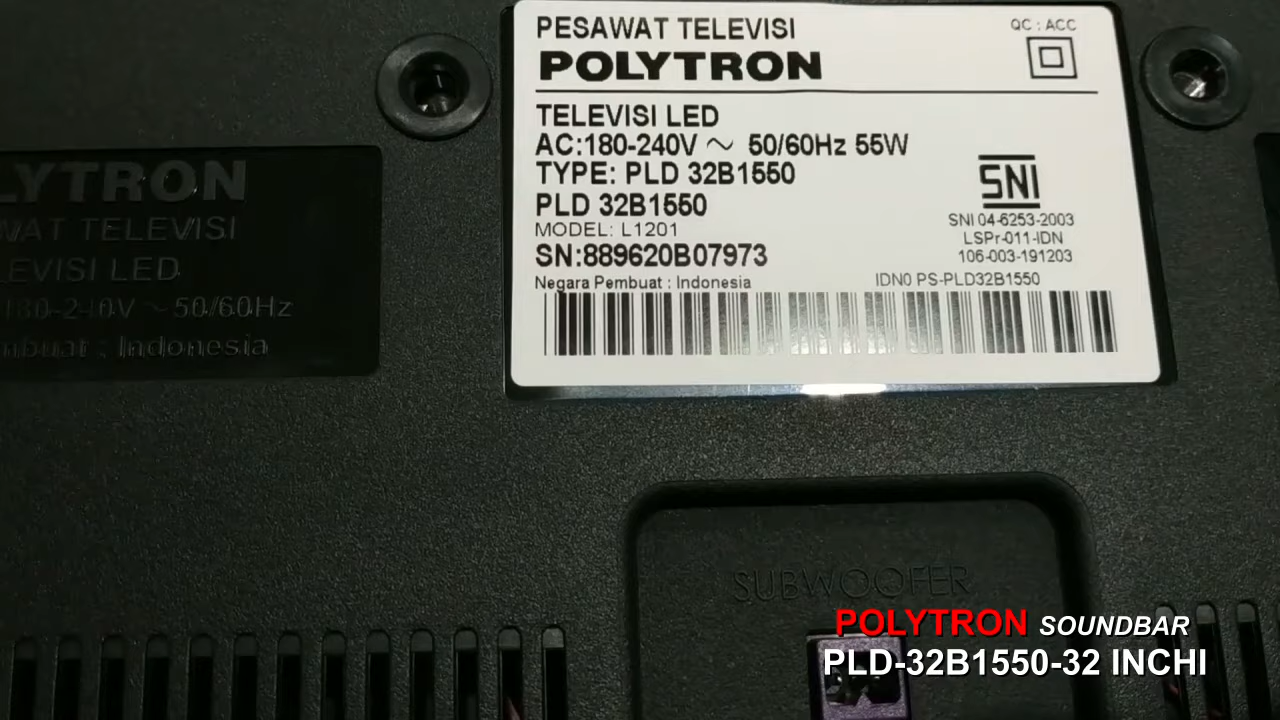 PESAWAT TELEVISI
QC : ACC
POLYTRON
TELEVISI LED
AC:180-240V ~ 50/60Hz 55W
TYPE: PLD 32B1550
PLD 32B1550
MODEL: L1201
SN:889620B07973
Negara Pembuat : Indonesia
SNI
SNI 04-6253-2003
LSPr-011-IDN
106-003-191203
IDN0 PS-PLD32B1550
LYTRON
WAT TELEVISI
LEVISI LED
180-240V ~ 50/60Hz
mbuat : Indonesia
SUBWOOFER
POLYTRON SOUNDBAR
PLD-32B1550-32 INCHI